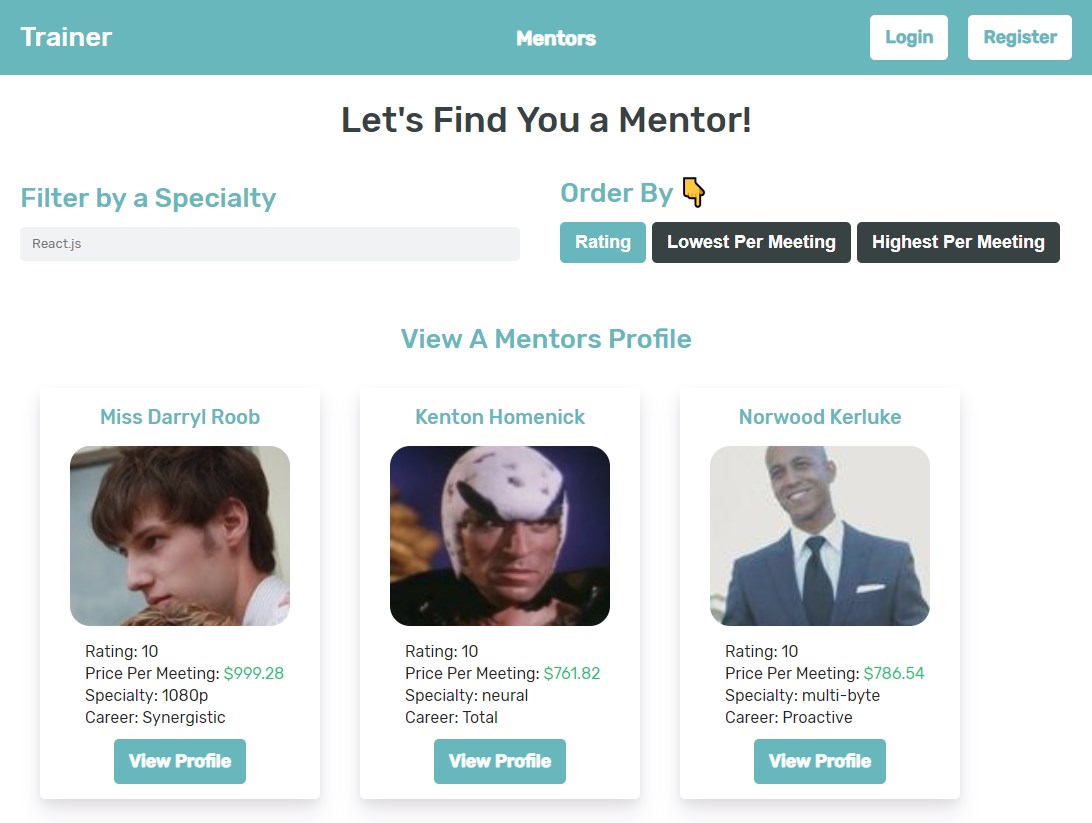 Trainer
Mentors
Login
Register
Let's Find You a Mentor!
Filter by a Specialty
React.js
Order By 👇
Rating
Lowest Per Meeting
Highest Per Meeting
View A Mentors Profile
Miss Darryl Roob
Rating: 10
Price Per Meeting: $999.28
Specialty: 1080p
Career: Synergistic
View Profile
Kenton Homenick
Rating: 10
Price Per Meeting: $761.82
Specialty: neural
Career: Total
View Profile
Norwood Kerluke
Rating: 10
Price Per Meeting: $786.54
Specialty: multi-byte
Career: Proactive
View Profile